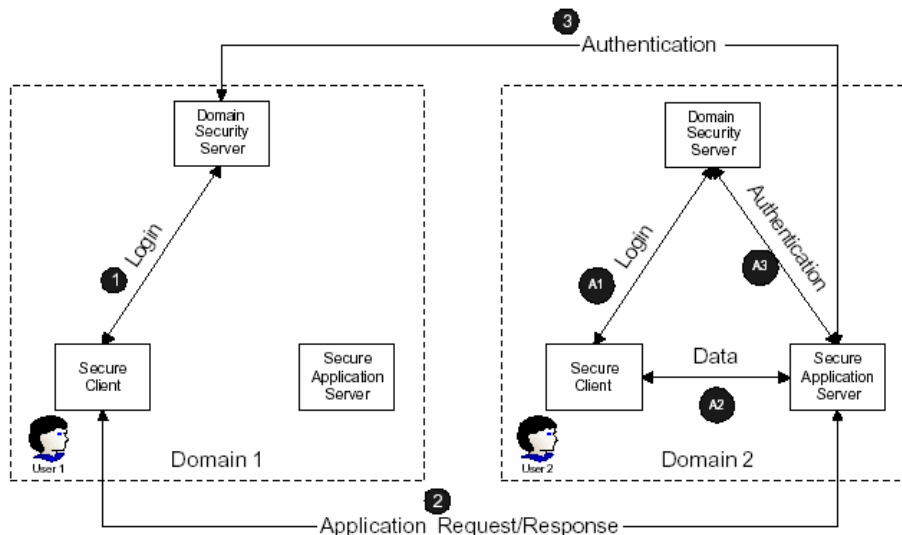 3
Authentication
Domain
Security
Server
Domain
Security
Server
Login
1
Login
A1
Authentication
A3
Secure
Client
Secure
Application
Server
Secure
Client
Data
A2
Secure
Application
Server
User 1
Domain 1
User 2
Domain 2
2
Application Request/Response